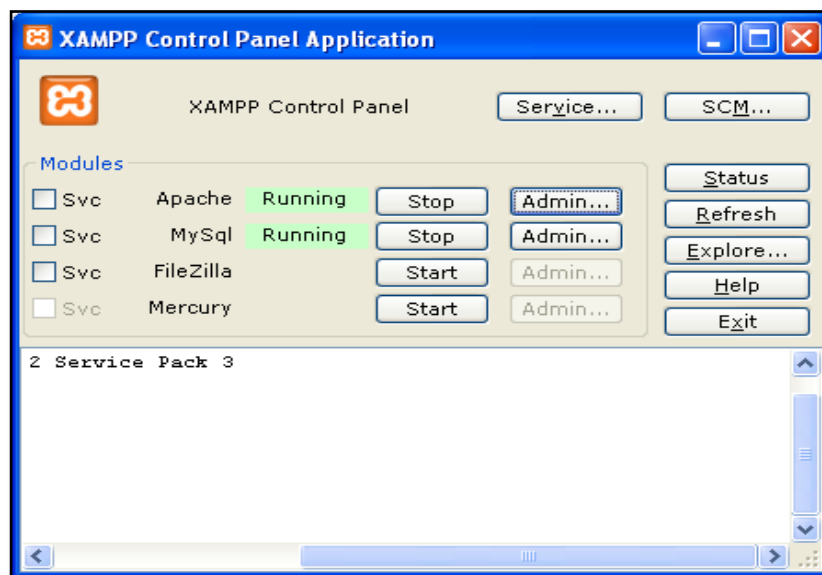 XAMPP Control Panel Application
XAMPP Control Panel Service... SCM...
Modules
Svc Apache Running Stop Admin...
Svc MySql Running Stop Admin...
Svc FileZilla Start Admin...
Svc Mercury Start Admin...
Status
Refresh
Explore...
Help
Exit
2 Service Pack 3